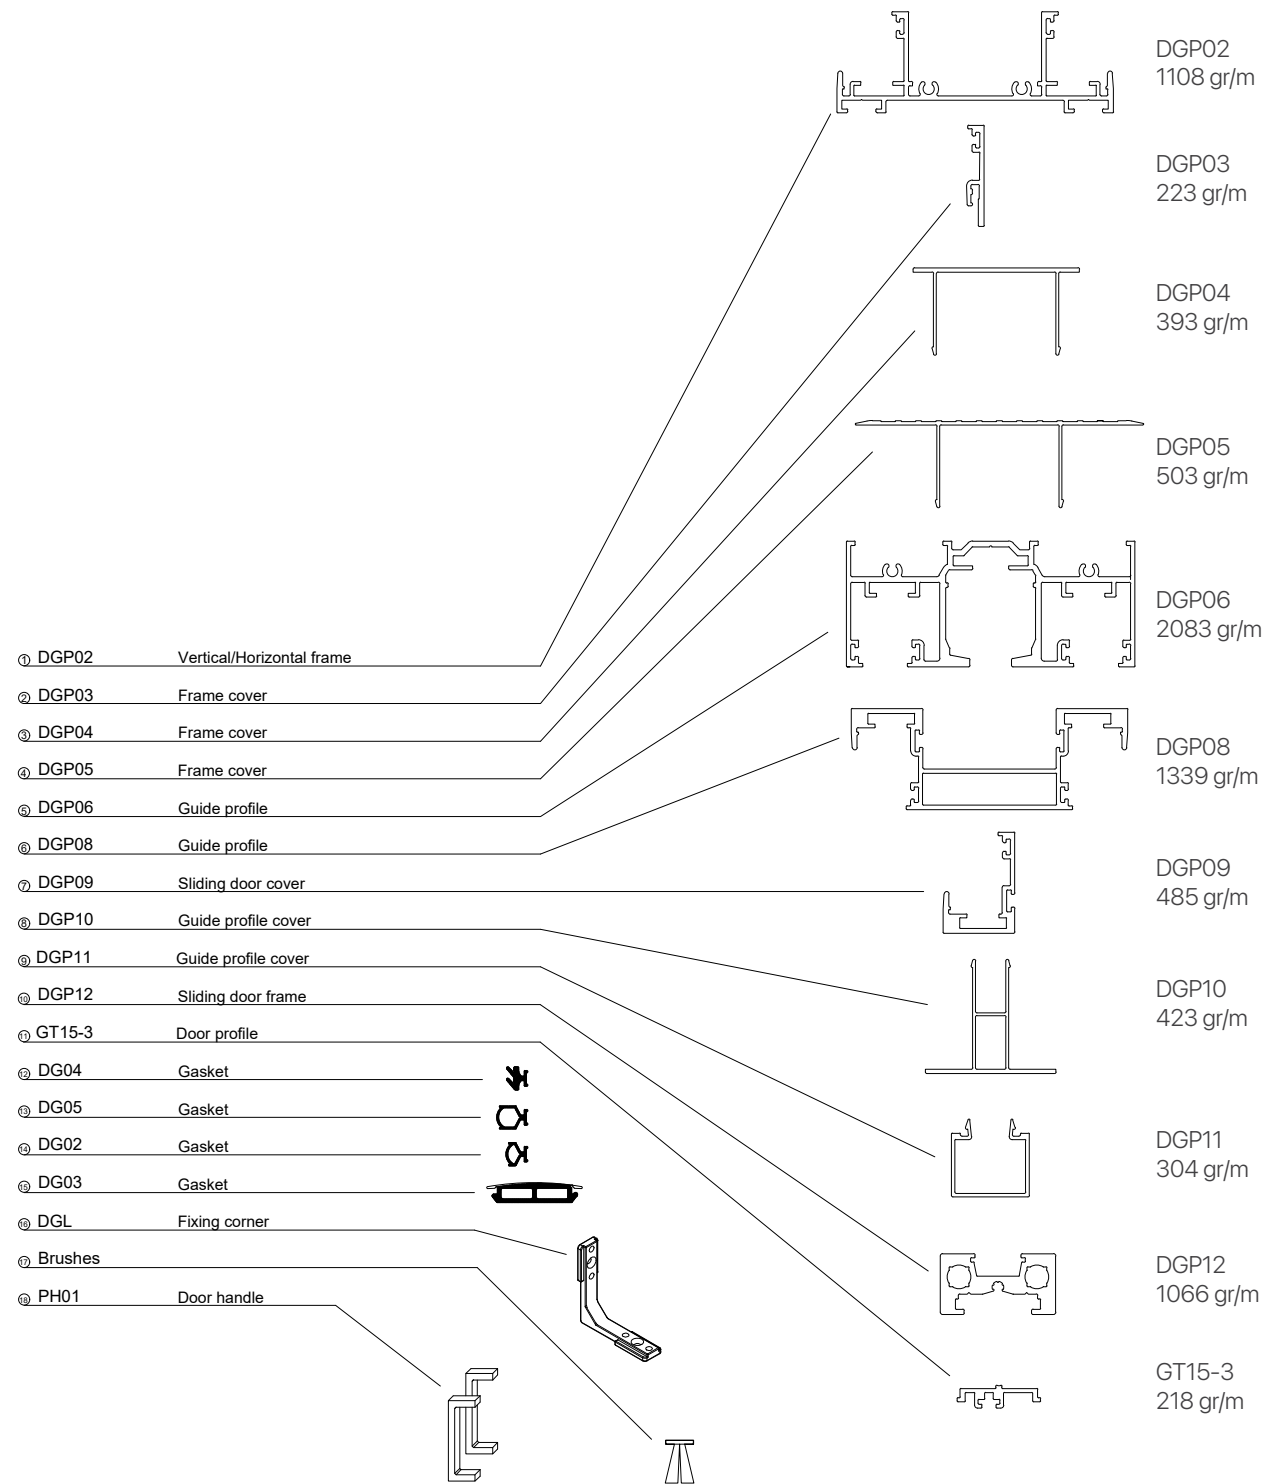 DGP02
1108 gr/m
DGP03
223 gr/m
DGP04
393 gr/m
DGP05
503 gr/m
DGP06
2083 gr/m
DGP08
1339 gr/m
DGP09
485 gr/m
DGP10
423 gr/m
DGP11
304 gr/m
DGP12
1066 gr/m
GT15-3
218 gr/m
① DGP02 Vertical/Horizontal frame
② DGP03 Frame cover
③ DGP04 Frame cover
④ DGP05 Frame cover
⑤ DGP06 Guide profile
⑥ DGP08 Guide profile
⑦ DGP09 Sliding door cover
⑧ DGP10 Guide profile cover
⑨ DGP11 Guide profile cover
⑩ DGP12 Sliding door frame
⑪ GT15-3 Door profile
⑫ DG04 Gasket
⑬ DG05 Gasket
⑭ DG02 Gasket
⑮ DG03 Gasket
⑯ DGL Fixing corner
⑰ Brushes
⑱ PH01 Door handle